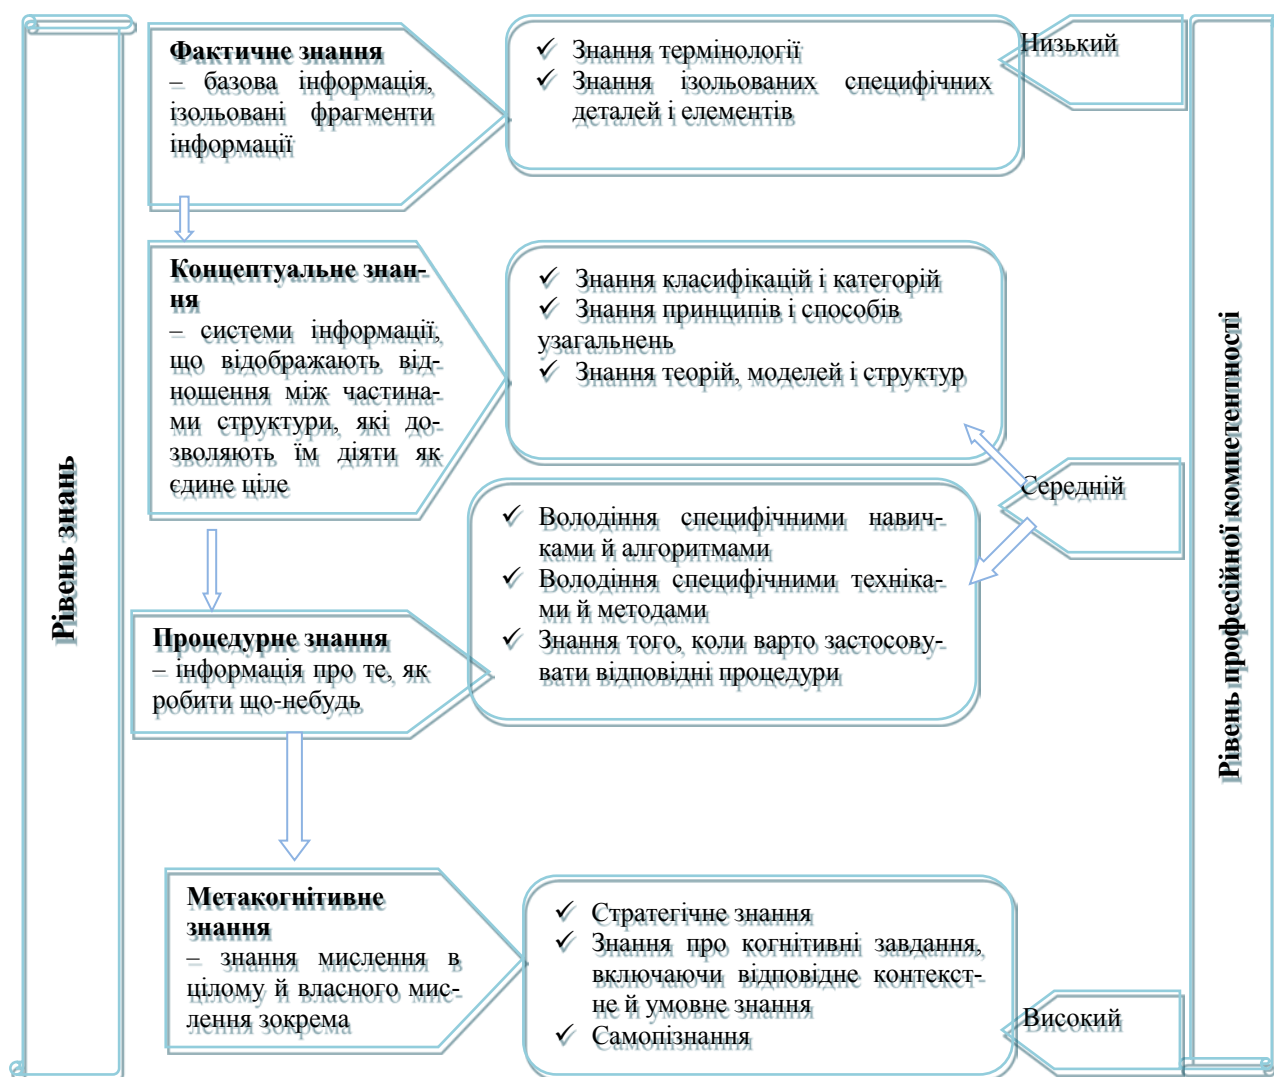 Рівень знань
Фактичне знання
– базова інформація,
ізольовані фрагменти
інформації
✓ Знання термінології
✓ Знання ізольованих специфічних
деталей і елементів
Низький
Концептуальне знан-
ня
– системи інформації,
що відображають від-
ношення між частина-
ми структури, які до-
зволяють їм діяти як
єдине ціле
✓ Знання класифікацій і категорій
✓ Знання принципів і способів
узагальнень
✓ Знання теорій, моделей і структур
Середній
Процедурне знання
– інформація про те, як
робити що-небудь
✓ Володіння специфічними навич-
ками й алгоритмами
✓ Володіння специфічними техніка-
ми й методами
✓ Знання того, коли варто застосову-
вати відповідні процедури
Метакогнітивне
знання
– знання мислення в
цілому й власного мис-
лення зокрема
✓ Стратегічне знання
✓ Знання про когнітивні завдання,
включаючи відповідне контекст-
не й умовне знання
✓ Самопізнання
Високий
Рівень професійної компетентності